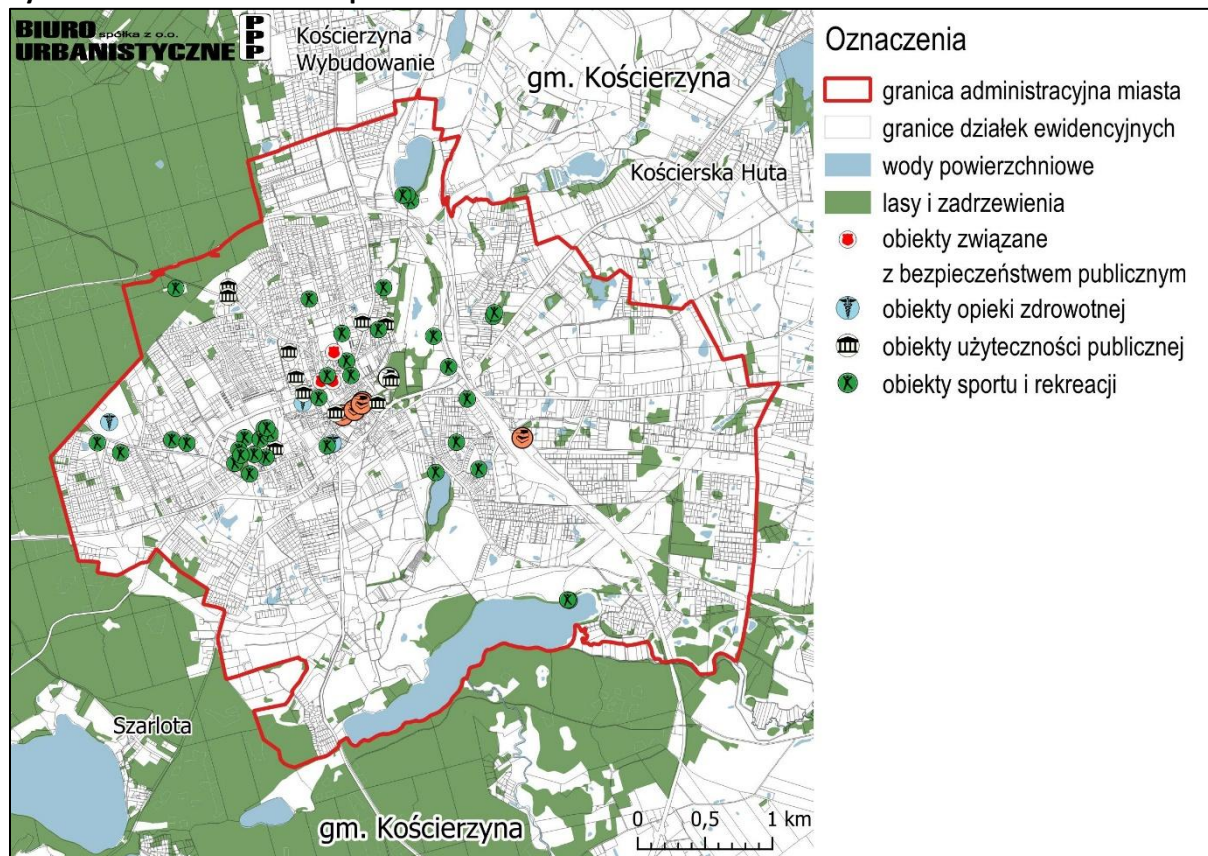 BIURO spółka z o.o.
URBANISTYCZNE
PPP
Kościerzyna
Wybudowanie
gm. Kościerzyna
Kościerska Huta
Szarlota
gm. Kościerzyna
0 0,5 1 km
Oznaczenia
granica administracyjna miasta
granice działek ewidencyjnych
wody powierzchniowe
lasy i zadrzewienia
obiekty związane
z bezpieczeństwem publicznym
obiekty opieki zdrowotnej
obiekty użyteczności publicznej
obiekty sportu i rekreacji